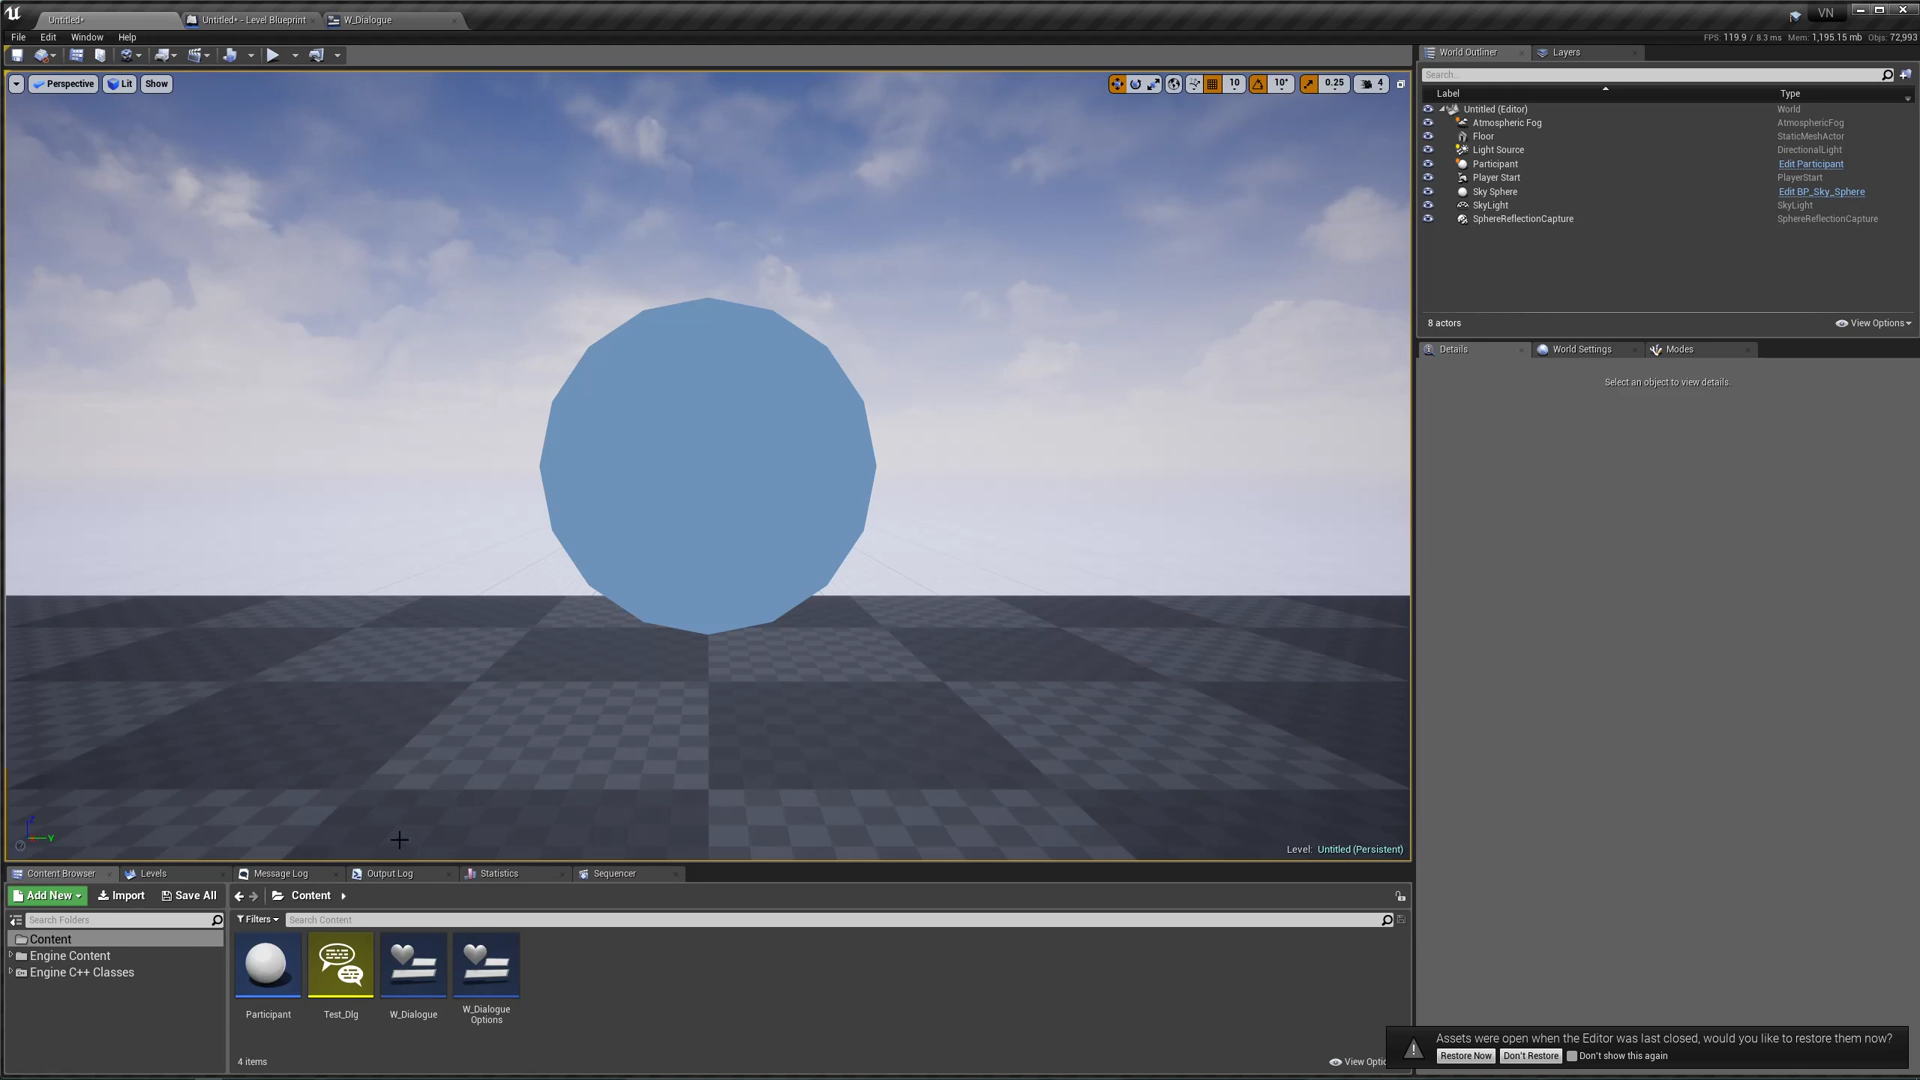 Untitled*
Untitled* - Level Blueprint
W_Dialogue
VN
File Edit Window Help
FPS: 119.9 / 8.3 ms Mem: 1,195.15 mb Objs: 72,993
Perspective
Lit
Show
10
10°
0.25
4
Level: Untitled (Persistent)
World Outliner
Layers
Search...
Label Type
Untitled (Editor) World
Atmospheric Fog AtmosphericFog
Floor StaticMeshActor
Light Source DirectionalLight
Participant Edit Participant
Player Start PlayerStart
Sky Sphere Edit BP_Sky_Sphere
SkyLight SkyLight
SphereReflectionCapture SphereReflectionCapture
8 actors
View Options
Details
World Settings
Modes
Select an object to view details.
Z
Y
Content Browser
Levels
Message Log
Output Log
Statistics
Sequencer
Add New
Import
Save All
Content
Search Folders
Filters
Search Content
Content
Engine Content
Engine C++ Classes
Participant
Test_Dlg
W_Dialogue
W_Dialogue
Options
4 items
View Optio
Assets were open when the Editor was last closed, would you like to restore them now?
Restore Now
Don't Restore
Don't show this again